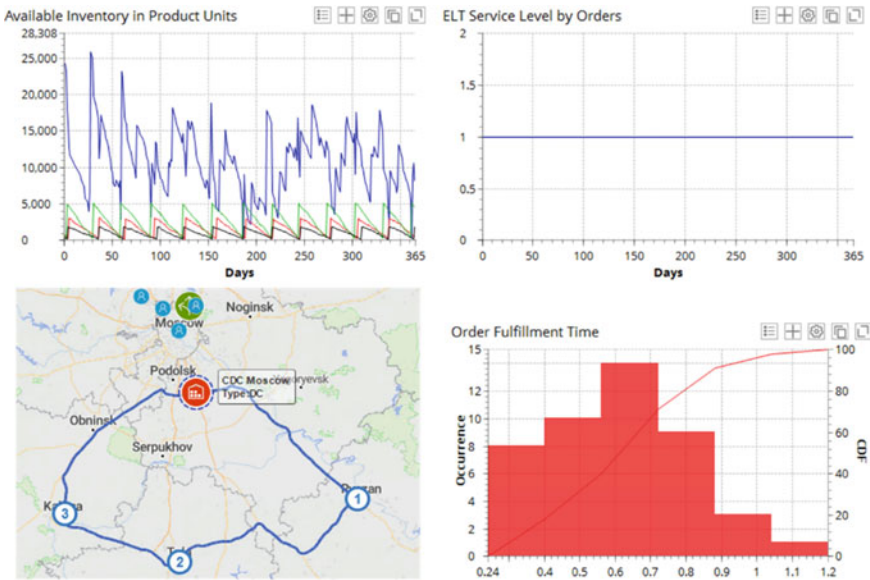 Available Inventory in Product Units
28,308
25,000
20,000
15,000
10,000
5,000
0
0 50 100 150 200 250 300 365
Days
ELT Service Level by Orders
2
1.5
1
0.5
0
0 50 100 150 200 250 300 365
Days
Noginsk
Moscow
Podolsk
CDC Moscow
Type:DC
Obninsk
Serpukhov
1
3
2
Order Fulfillment Time
15
14
12
10
8
6
4
2
0
Occurrence
100
80
60
40
20
0
CDF
0.24 0.4 0.5 0.6 0.7 0.8 0.9 1 1.1 1.2